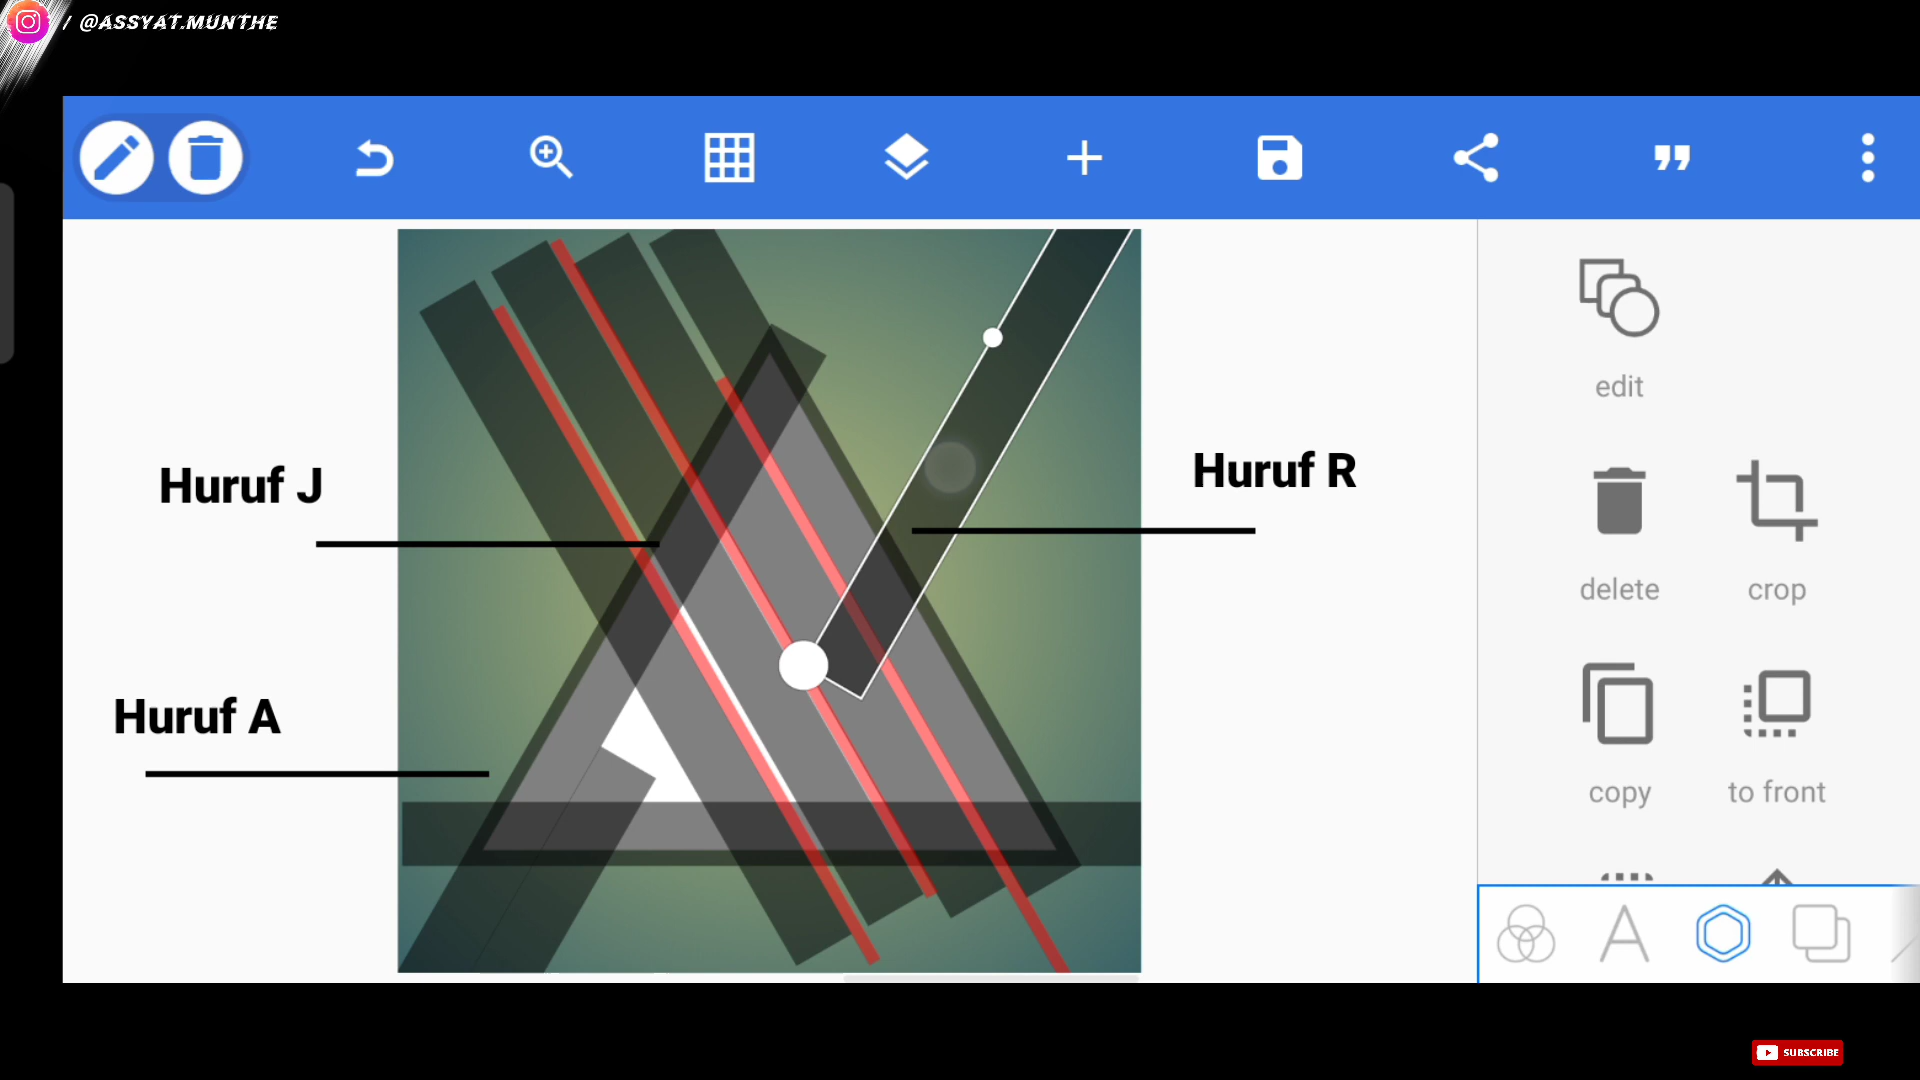 / @ASSYAT.MUNTHE
edit
Huruf J
Huruf R
delete
crop
Huruf A
copy
to front
SUBSCRIBE